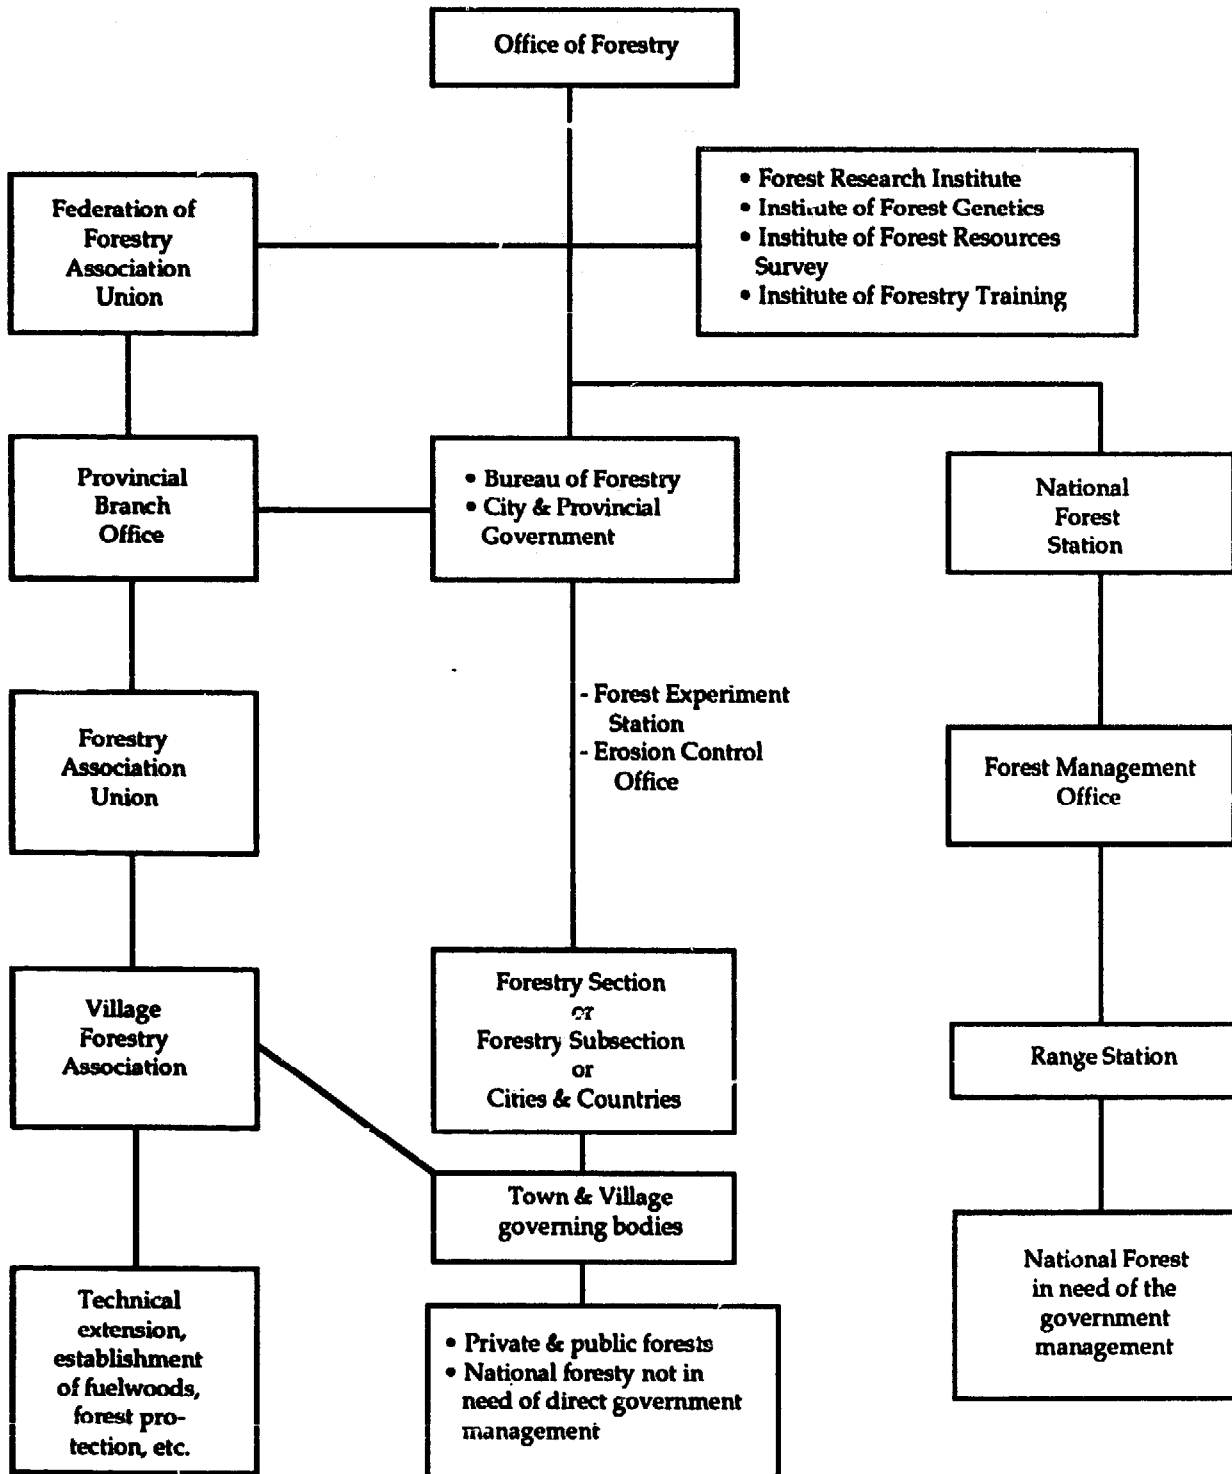 Office of Forestry
Federation of
Forestry
Association
Union
• Forest Research Institute
• Institute of Forest Genetics
• Institute of Forest Resources
Survey
• Institute of Forestry Training
Provincial
Branch
Office
• Bureau of Forestry
• City & Provincial
Government
National
Forest
Station
- Forest Experiment
Station
- Erosion Control
Office
Forestry
Association
Union
Forest Management
Office
Village
Forestry
Association
Forestry Section
or
Forestry Subsection
or
Cities & Countries
Range Station
Town & Village
governing bodies
Technical
extension,
establishment
of fuelwoods,
forest pro-
tection, etc.
• Private & public forests
• National foresty not in
need of direct government
management
National Forest
in need of the
government
management